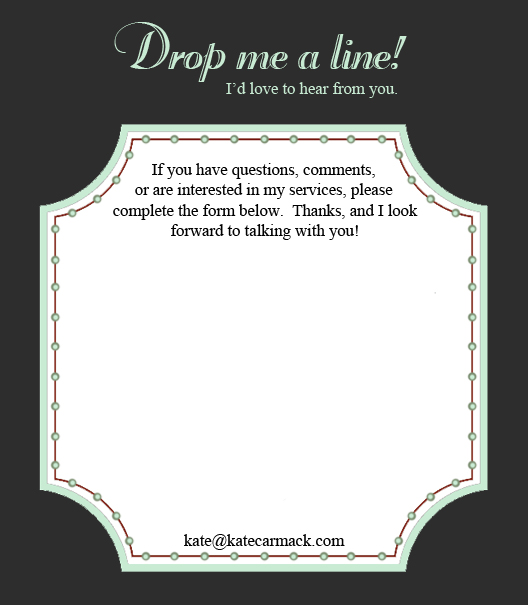 Drop me a line!
I'd love to hear from you.
If you have questions, comments,
or are interested in my services, please
complete the form below.  Thanks, and I look
forward to talking with you!
kate@katecarmack.com